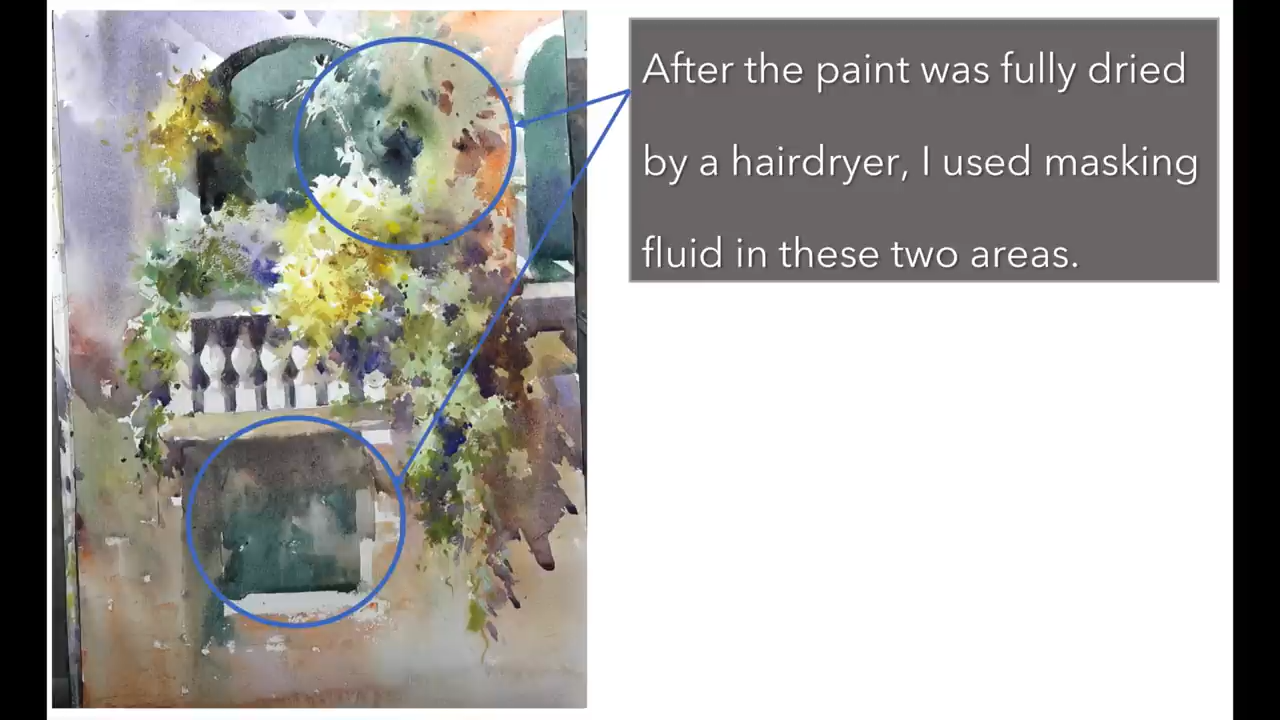 After the paint was fully dried
by a hairdryer, I used masking
fluid in these two areas.